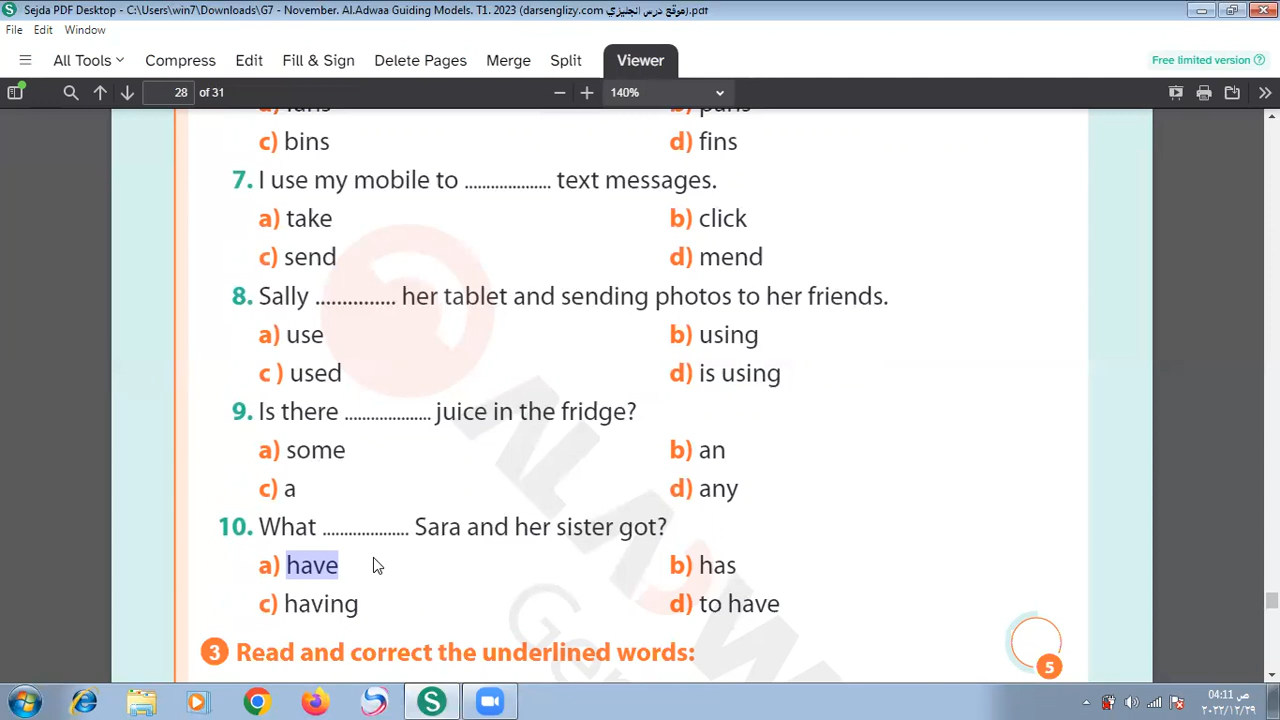 Sejda PDF Desktop - C:\Users\win7\Downloads\G7 - November. Al.Adwaa Guiding Models. T1. 2023 (darsenglizy.com موقع درس انجليزي).pdf
File Edit Window
All Tools Compress Edit Fill & Sign Delete Pages Merge Split Viewer Free limited version
28 of 31 140%
c) bins d) fins
7. I use my mobile to ................... text messages.
a) take b) click
c) send d) mend
8. Sally ............... her tablet and sending photos to her friends.
a) use b) using
c ) used d) is using
9. Is there ................... juice in the fridge?
a) some b) an
c) a d) any
10. What ................... Sara and her sister got?
a) have b) has
c) having d) to have
3 Read and correct the underlined words:
5
ALADWA
Gen
04:11 ص
٢٠٢٢/١٢/٢٩